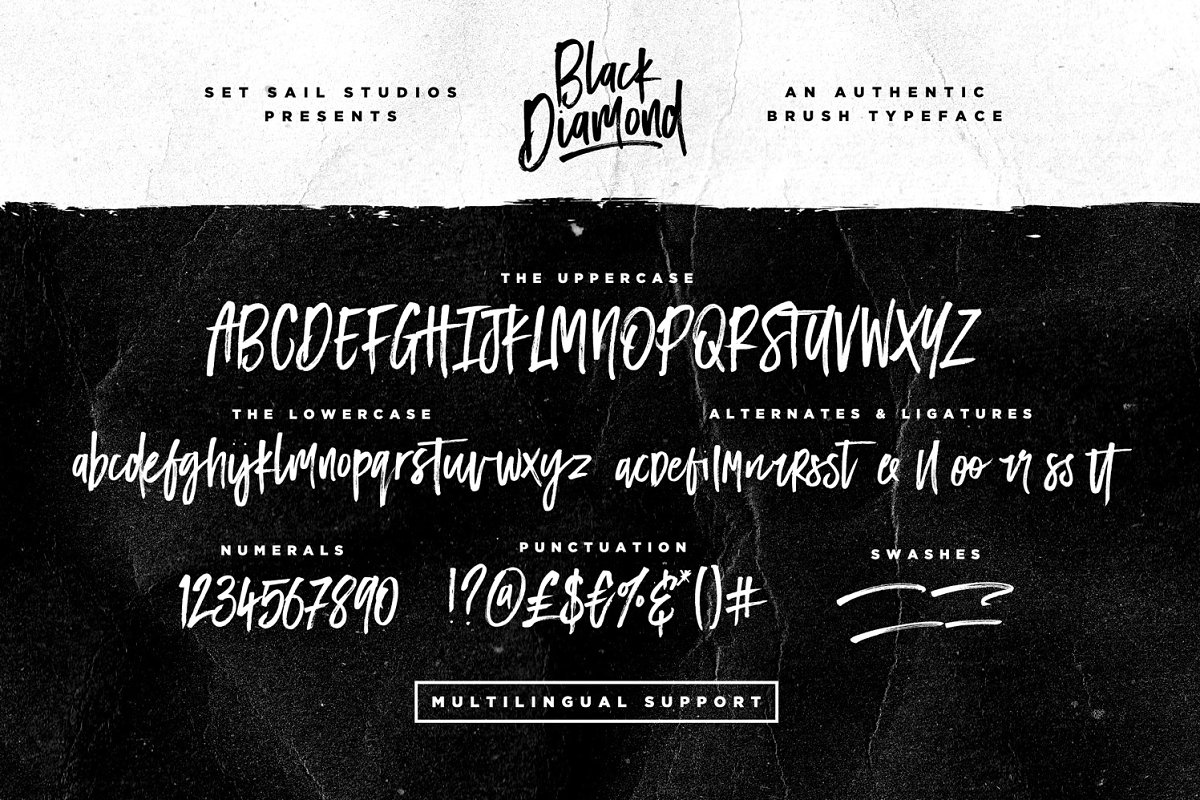 SET SAIL STUDIOS
PRESENTS
Black
Diamond
AN AUTHENTIC
BRUSH TYPEFACE
THE UPPERCASE
ABCDEFGHIJKLMNOPQRSTUVWXYZ
THE LOWERCASE
abcdefghijklmnopqrstuvwxyz
ALTERNATES & LIGATURES
acDefilMnrRsst & ll oo rr ss tt
NUMERALS
1234567890
PUNCTUATION
!?@£$€%&*()#
SWASHES
MULTILINGUAL SUPPORT